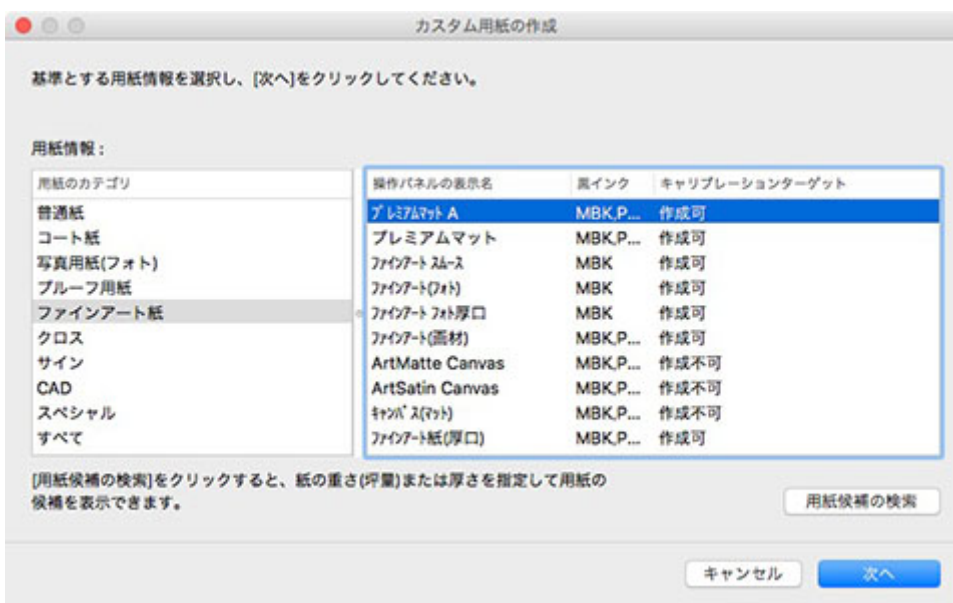 カスタム用紙の作成
基準とする用紙情報を選択し、[次へ]をクリックしてください。
用紙情報：
用紙のカテゴリ
普通紙
コート紙
写真用紙(フォト)
プルーフ用紙
ファインアート紙
クロス
サイン
CAD
スペシャル
すべて
操作パネルの表示名 黒インク キャリブレーションターゲット
ﾌﾟﾚﾐｱﾑﾏｯﾄ A MBK,P... 作成可
プレミアムマット MBK,P... 作成可
ﾌｧｲﾝｱｰﾄ ｽﾑｰｽ MBK 作成可
ﾌｧｲﾝｱｰﾄ(ﾌｫﾄ) MBK 作成可
ﾌｧｲﾝｱｰﾄ ﾌｫﾄ厚口 MBK 作成可
ﾌｧｲﾝｱｰﾄ(画材) MBK,P... 作成可
ArtMatte Canvas MBK,P... 作成不可
ArtSatin Canvas MBK,P... 作成不可
ｷｬﾝﾊﾞｽ(ﾏｯﾄ) MBK,P... 作成不可
ﾌｧｲﾝｱｰﾄ紙(厚口) MBK,P... 作成可
[用紙候補の検索]をクリックすると、紙の重さ(坪量)または厚さを指定して用紙の
候補を表示できます。
用紙候補の検索
キャンセル 次へ